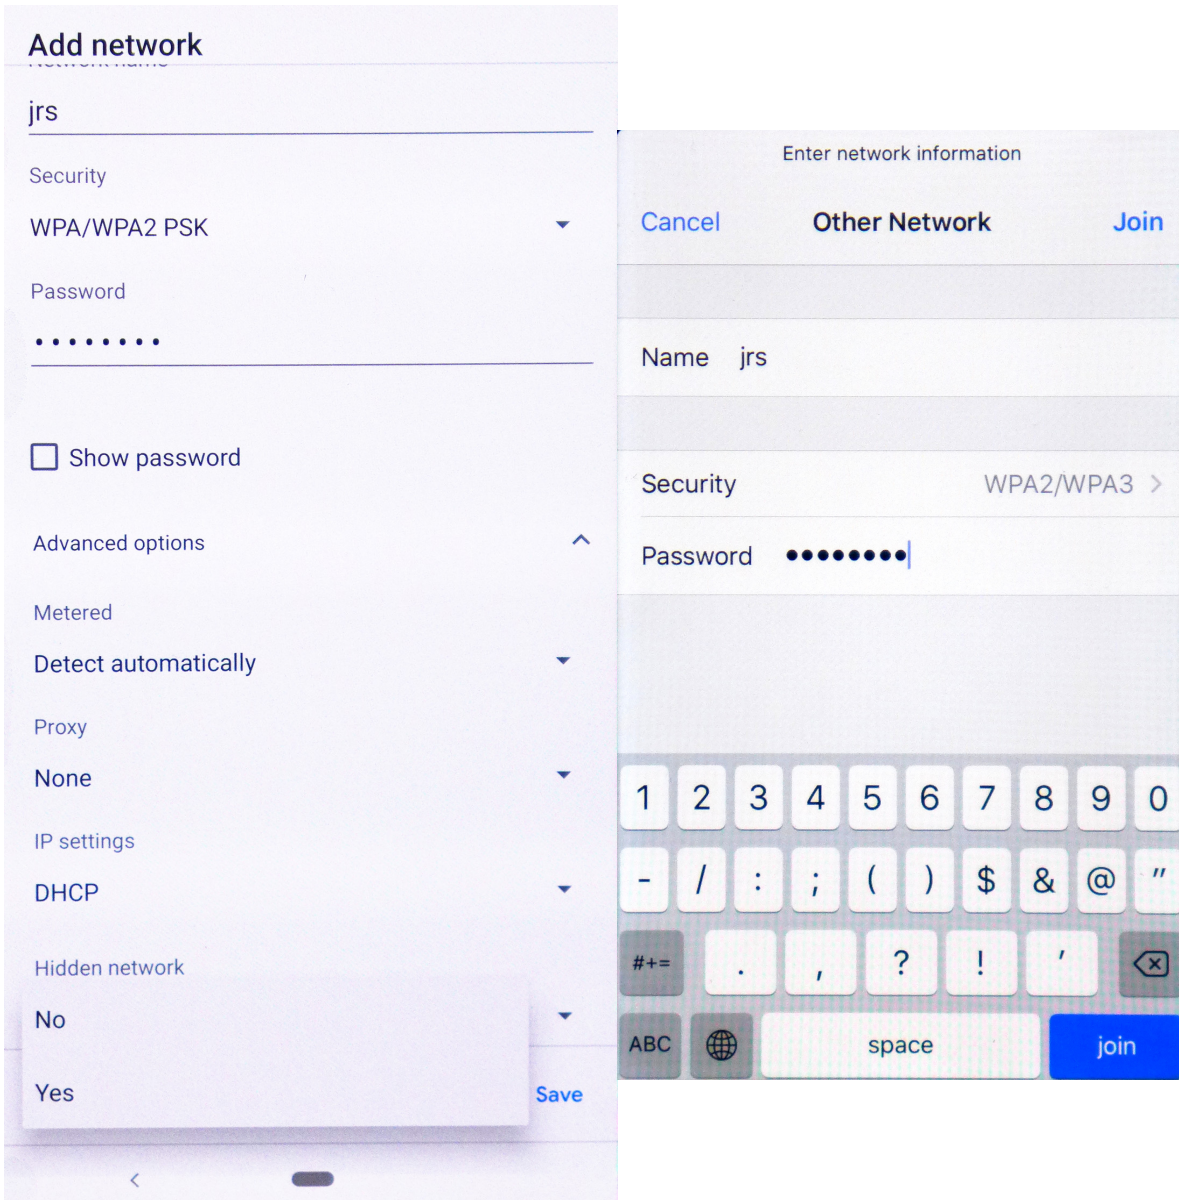 Add network
Network name
jrs
Security
WPA/WPA2 PSK
Password
••••••••
Show password
Advanced options
Metered
Detect automatically
Proxy
None
IP settings
DHCP
Hidden network
No
Yes
Save
Enter network information
Cancel Other Network Join
Name jrs
Security WPA2/WPA3
Password ••••••••
1 2 3 4 5 6 7 8 9 0
- / : ; ( ) $ & @ "
#+= . , ? ! '
ABC space join